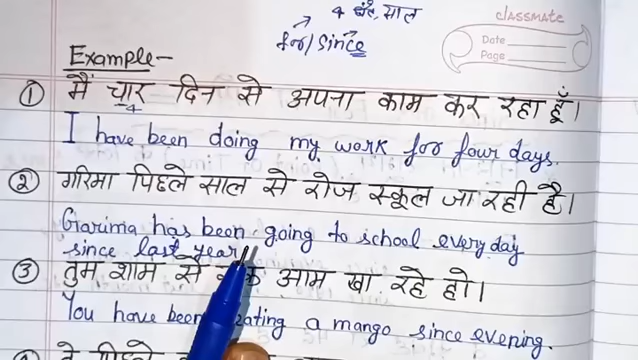 4 घंटे, साल
classmate
for/since
Date
Page
Example-
① मैं चार दिन से अपना काम कर रहा हूँ।
4
I have been doing my work for four days.
② गरिमा पिछले साल से रोज स्कूल जा रही है।
Garima has been going to school everyday
since last year
③ तुम शाम से आम खा रहे हो।
You have been eating a mango since evening.